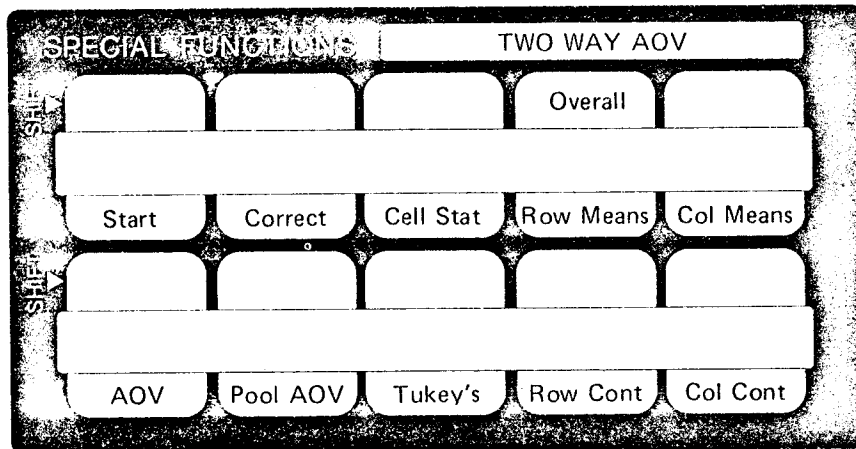 SPECIAL FUNCTIONS TWO WAY AOV
SHIFT Overall
Start Correct Cell Stat Row Means Col Means
SHIFT
AOV Pool AOV Tukey's Row Cont Col Cont